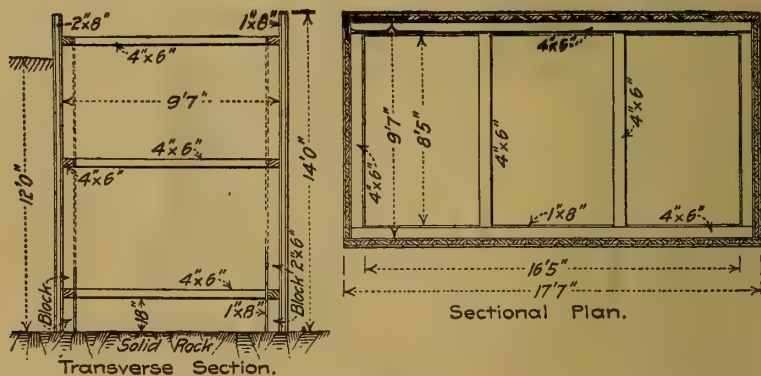 2"x8"
1"x8"
4"x6"
9'7"
12'0"
14'0"
4"x6"
4"x6"
4"x6"
Block
Block 2"x6"
18"
1"x8"
Solid Rock
Transverse Section.
4"x6"
9'7"
8'5"
4"x6"
4"x6"
4"x6"
1"x8"
4"x6"
16'5"
17'7"
Sectional Plan.